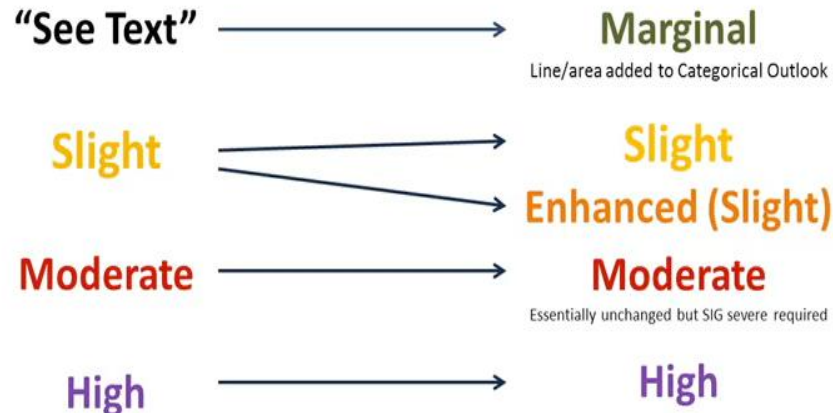 “See Text”
Marginal
Line/area added to Categorical Outlook
Slight
Slight
Enhanced (Slight)
Moderate
Moderate
Essentially unchanged but SIG severe required
High
High